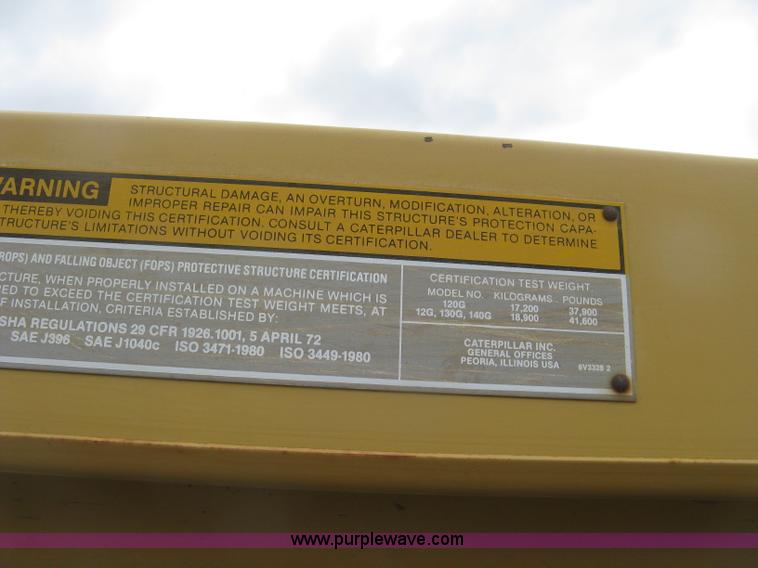 WARNING
STRUCTURAL DAMAGE, AN OVERTURN, MODIFICATION, ALTERATION, OR
IMPROPER REPAIR CAN IMPAIR THIS STRUCTURE'S PROTECTION CAPA-
THEREBY VOIDING THIS CERTIFICATION. CONSULT A CATERPILLAR DEALER TO DETERMINE
TRUCTURE'S LIMITATIONS WITHOUT VOIDING ITS CERTIFICATION.
ROPS) AND FALLING OBJECT (FOPS) PROTECTIVE STRUCTURE CERTIFICATION
CTURE, WHEN PROPERLY INSTALLED ON A MACHINE WHICH IS
PED TO EXCEED THE CERTIFICATION TEST WEIGHT MEETS, AT
F INSTALLATION, CRITERIA ESTABLISHED BY:
SHA REGULATIONS 29 CFR 1926.1001, 5 APRIL 72
SAE J396 SAE J1040c ISO 3471-1980 ISO 3449-1980
CERTIFICATION TEST WEIGHT
MODEL NO. KILOGRAMS POUNDS
120G 17,200 37,900
12G, 130G, 140G 18,900 41,600
CATERPILLAR INC.
GENERAL OFFICES
PEORIA, ILLINOIS USA
6V3328 2
www.purplewave.com